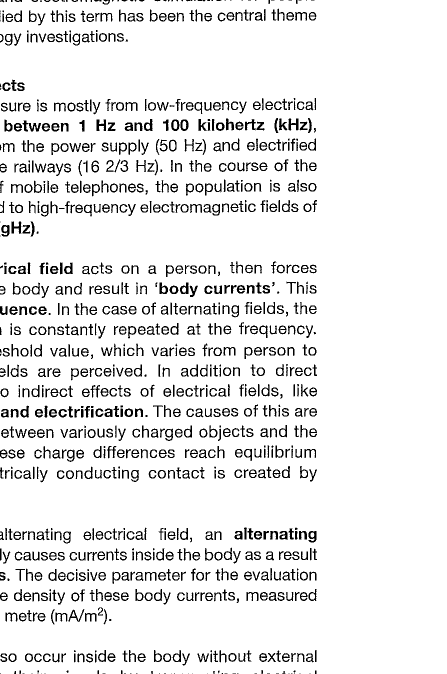 ied by this term has been the central theme
ogy investigations.
cts
sure is mostly from low-frequency electrical
between 1 Hz and 100 kilohertz (kHz),
om the power supply (50 Hz) and electrified
e railways (16 2/3 Hz). In the course of the
f mobile telephones, the population is also
d to high-frequency electromagnetic fields of
(gHz).
rical field acts on a person, then forces
e body and result in ‘body currents’. This
uence. In the case of alternating fields, the
is constantly repeated at the frequency.
eshold value, which varies from person to
elds are perceived. In addition to direct
o indirect effects of electrical fields, like
and electrification. The causes of this are
etween variously charged objects and the
ese charge differences reach equilibrium
trically conducting contact is created by
alternating electrical field, an alternating
ly causes currents inside the body as a result
s. The decisive parameter for the evaluation
e density of these body currents, measured
metre (mA/m²).
so occur inside the body without external